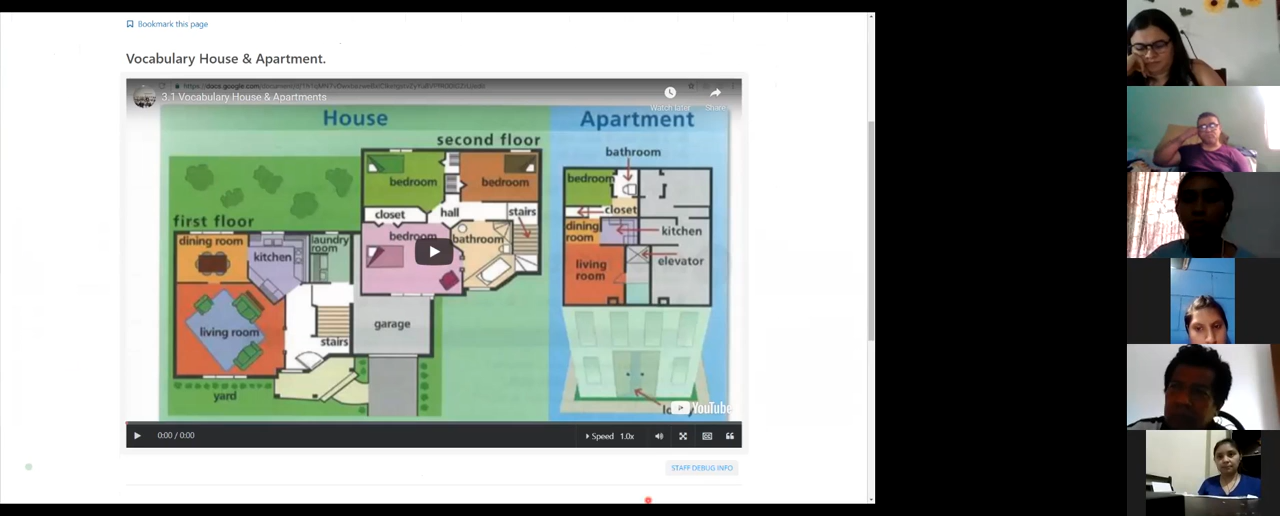 Bookmark this page
Vocabulary House & Apartment.
3.1 Vocabulary House & Apartments
Watch later
Share
House
Apartment
second floor
bathroom
bedroom
bedroom
bedroom
closet
hall
stairs
closet
first floor
dining room
kitchen
laundry room
bedroom
bathroom
dining room
kitchen
living room
elevator
living room
garage
stairs
yard
YouTube
0:00 / 0:00
Speed 1.0x
STAFF DEBUG INFO